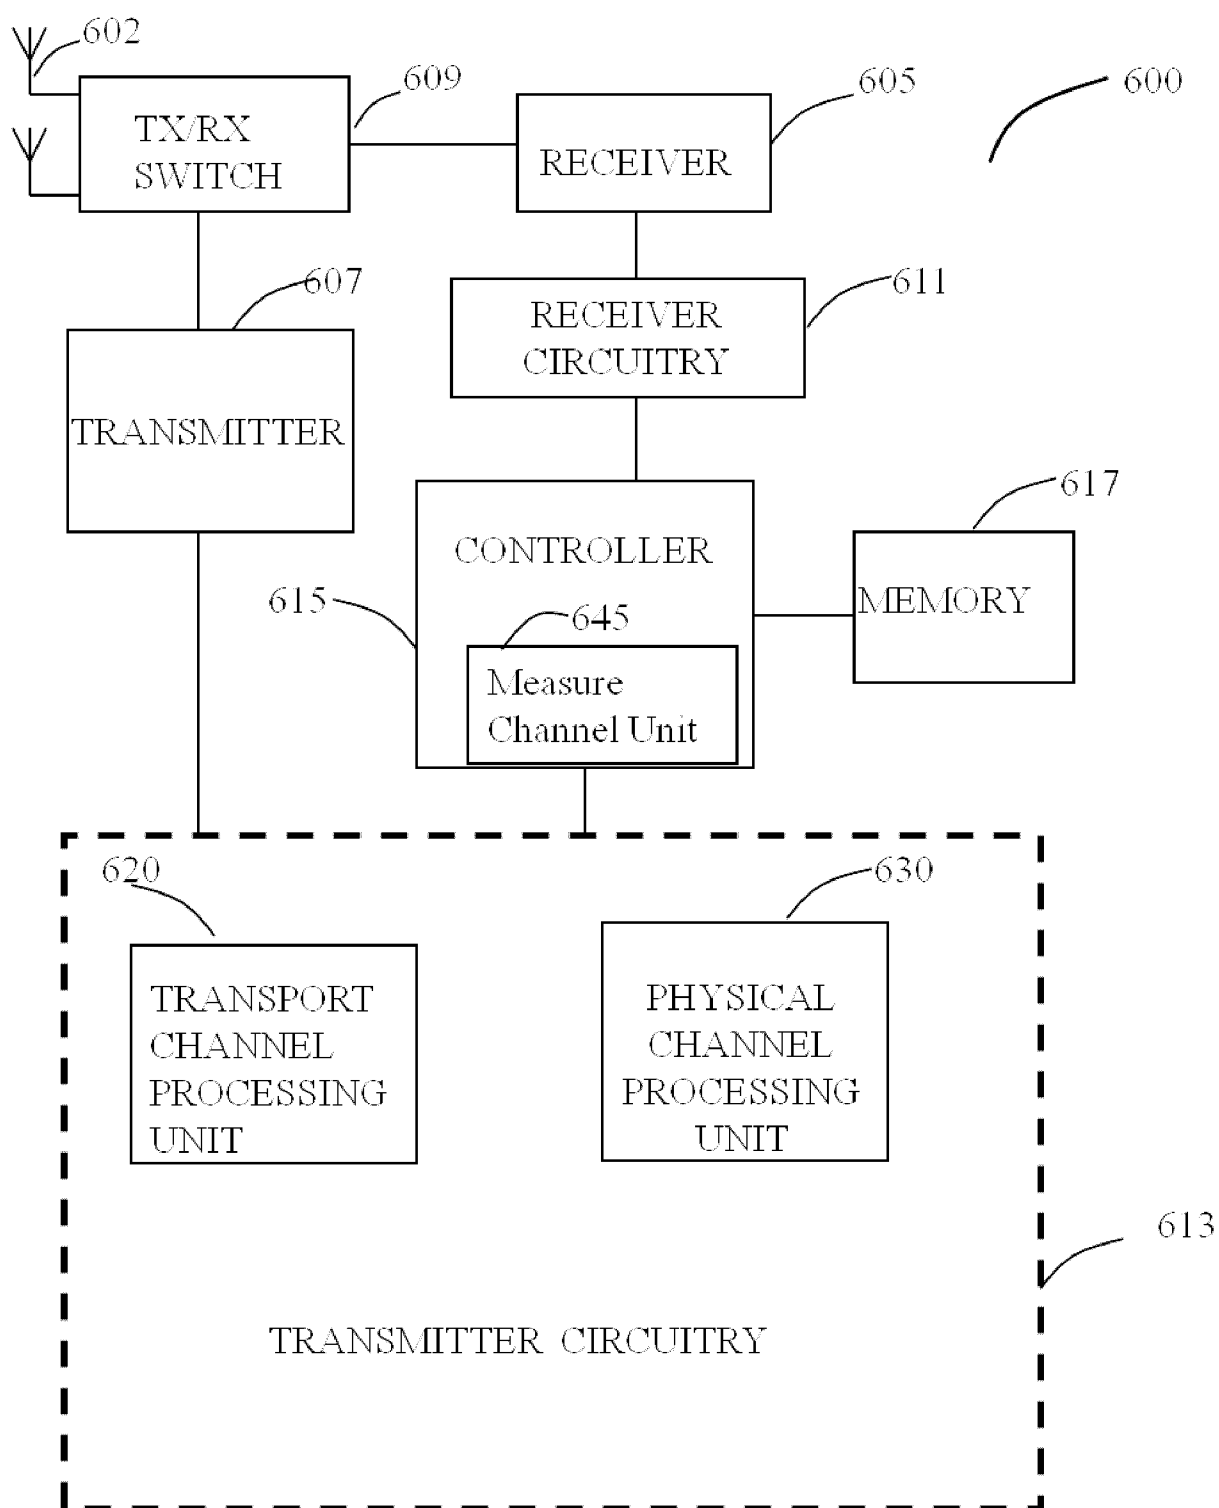 602
609
605
600
TX/RX
SWITCH
RECEIVER
607
611
RECEIVER
CIRCUITRY
TRANSMITTER
617
CONTROLLER
615
645
MEMORY
Measure
Channel Unit
620
630
TRANSPORT
CHANNEL
PROCESSING
UNIT
PHYSICAL
CHANNEL
PROCESSING
UNIT
613
TRANSMITTER CIRCUITRY